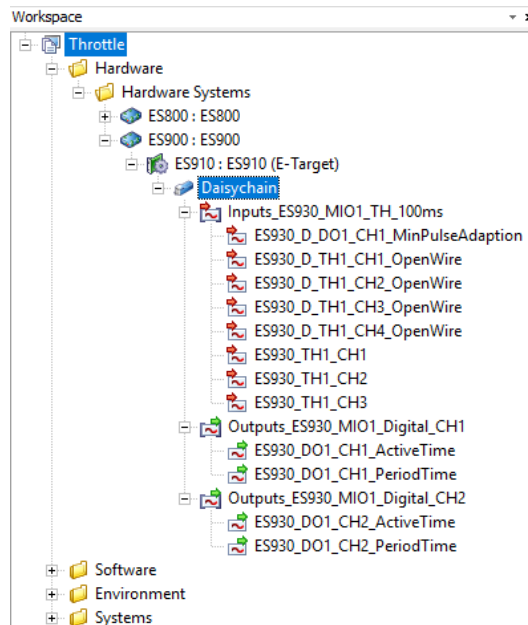 Workspace
Throttle
Hardware
Hardware Systems
ES800 : ES800
ES900 : ES900
ES910 : ES910 (E-Target)
Daisychain
Inputs_ES930_MIO1_TH_100ms
ES930_D_DO1_CH1_MinPulseAdaption
ES930_D_TH1_CH1_OpenWire
ES930_D_TH1_CH2_OpenWire
ES930_D_TH1_CH3_OpenWire
ES930_D_TH1_CH4_OpenWire
ES930_TH1_CH1
ES930_TH1_CH2
ES930_TH1_CH3
Outputs_ES930_MIO1_Digital_CH1
ES930_DO1_CH1_ActiveTime
ES930_DO1_CH1_PeriodTime
Outputs_ES930_MIO1_Digital_CH2
ES930_DO1_CH2_ActiveTime
ES930_DO1_CH2_PeriodTime
Software
Environment
Systems